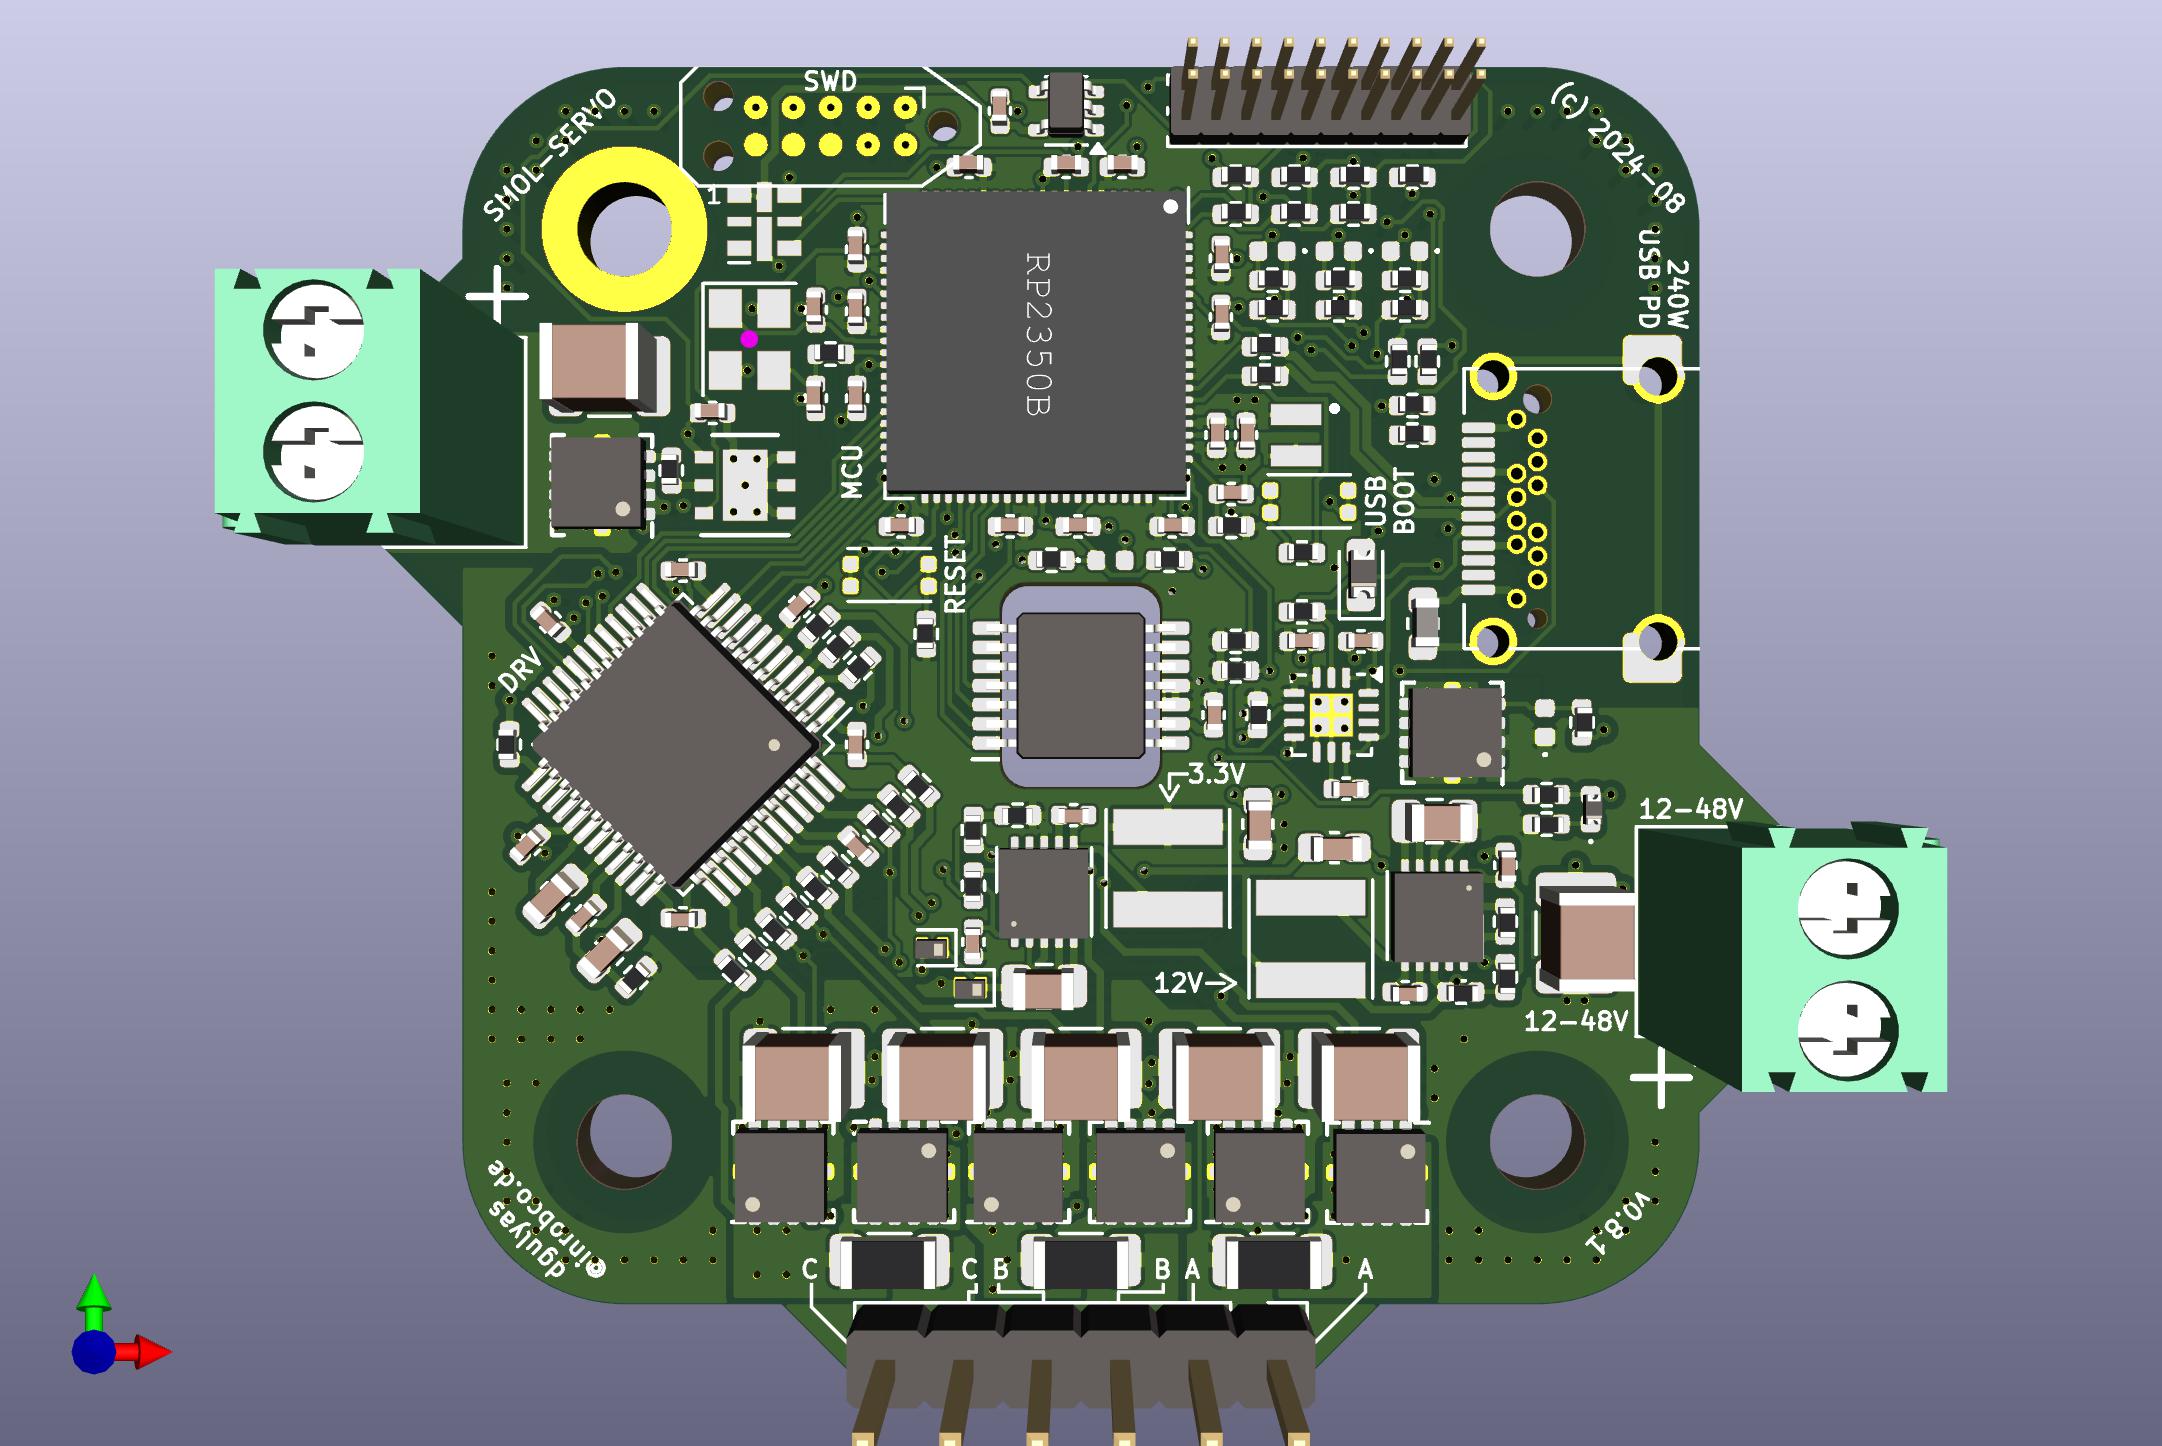 SWD
SMOL-SERVO
(c) 2024-08
1
240W
USB PD
RP2350B
MCU
USB
BOOT
RESET
DRV
3.3V
12-48V
12V
12-48V
v0.8.1
dgulyas
@inrobco.de
C
C
B
B
A
A